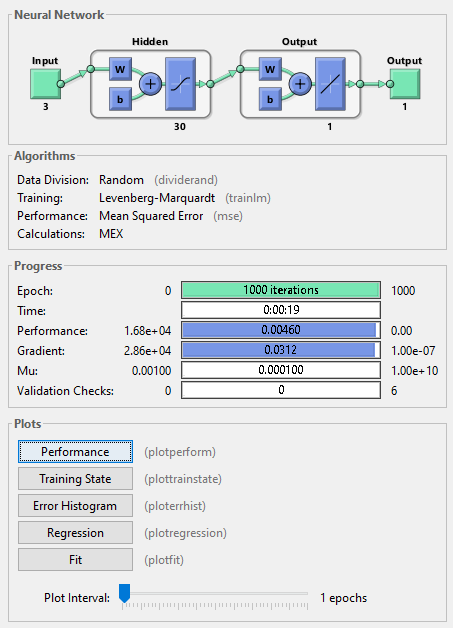 Neural Network
Hidden Output
Input Output
W W
b b
3 30 1 1
Algorithms
Data Division: Random (dividerand)
Training: Levenberg-Marquardt (trainlm)
Performance: Mean Squared Error (mse)
Calculations: MEX
Progress
Epoch: 0 1000 iterations 1000
Time: 0:00:19
Performance: 1.68e+04 0.00460 0.00
Gradient: 2.86e+04 0.0312 1.00e-07
Mu: 0.00100 0.000100 1.00e+10
Validation Checks: 0 0 6
Plots
Performance (plotperform)
Training State (plottrainstate)
Error Histogram (ploterrhist)
Regression (plotregression)
Fit (plotfit)
Plot Interval: 1 epochs